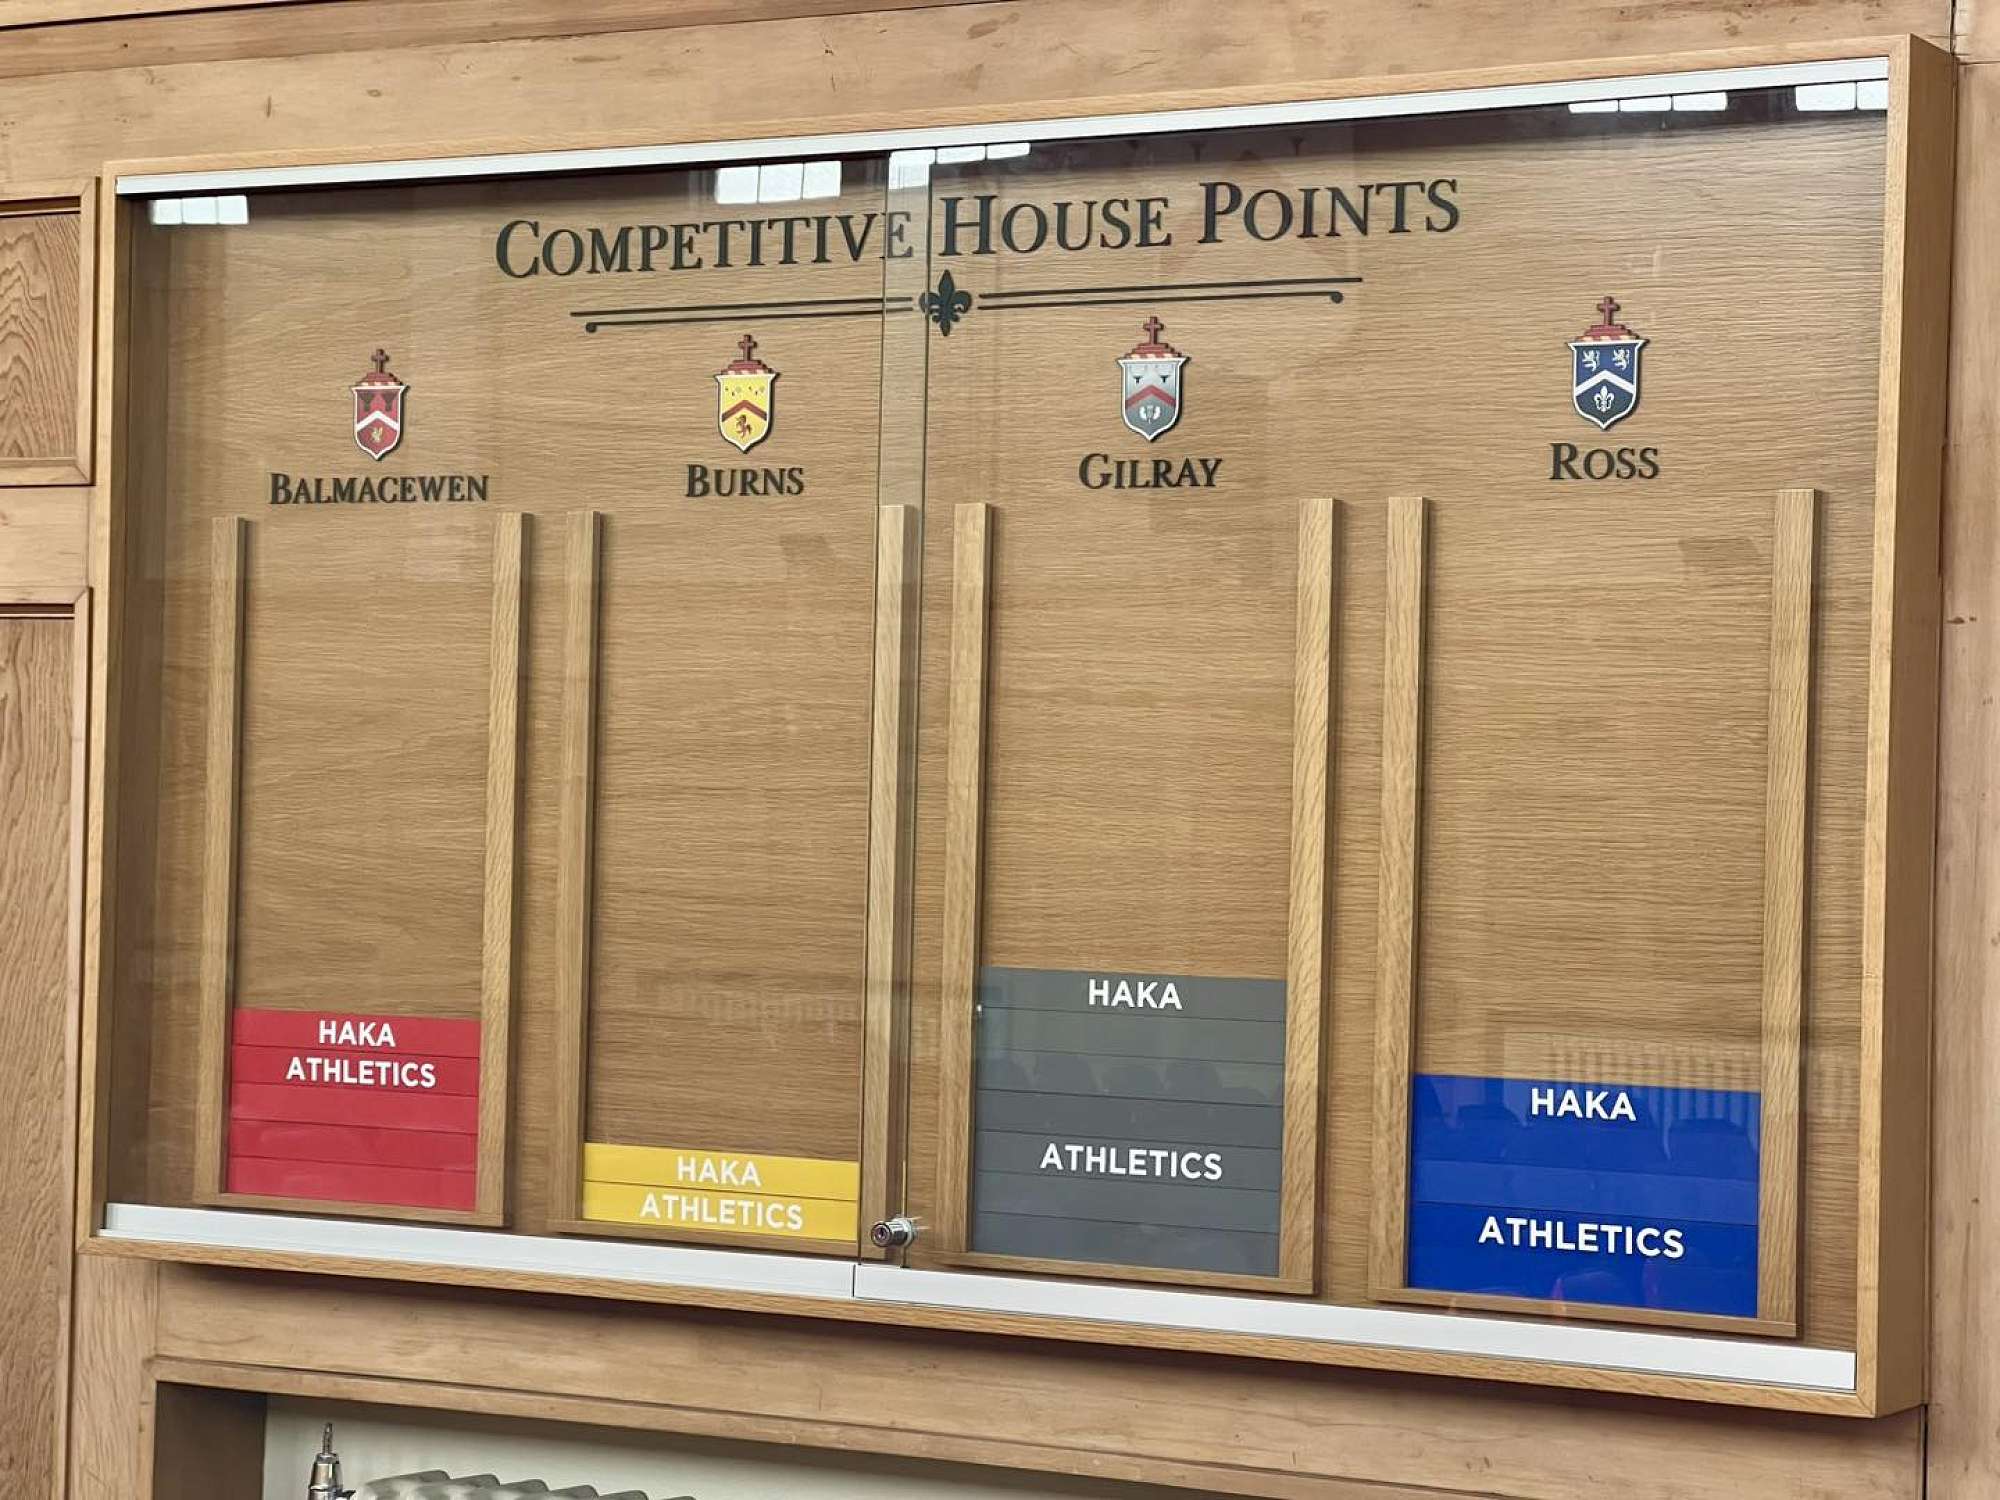 COMPETITIVE HOUSE POINTS
BALMACEWEN
BURNS
GILRAY
ROSS
HAKA
ATHLETICS
HAKA
ATHLETICS
HAKA
ATHLETICS
HAKA
ATHLETICS